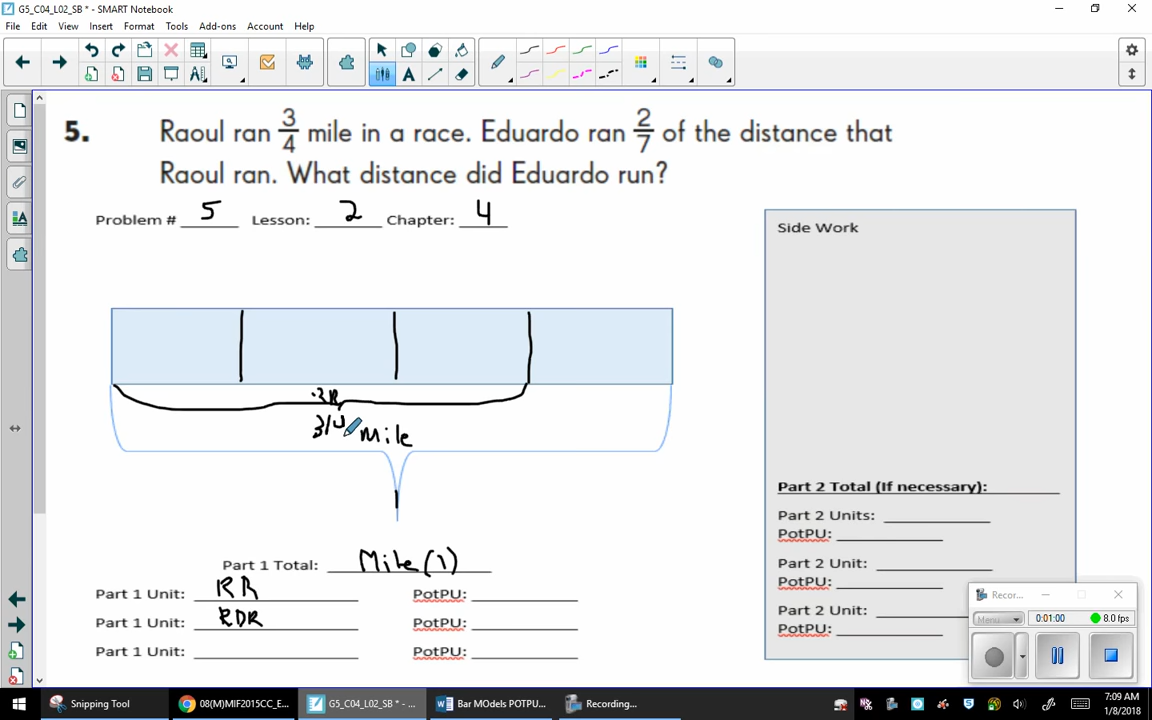 G5_C04_L02_SB * - SMART Notebook
File Edit View Insert Format Tools Add-ons Account Help
5. Raoul ran 3/4 mile in a race. Eduardo ran 2/7 of the distance that
Raoul ran. What distance did Eduardo run?
Problem # 5 Lesson: 2 Chapter: 4
Side Work
3/4 Mile
1
Part 2 Total (If necessary):
Part 2 Units:
PotPU:
Part 1 Total: Mile (1)
Part 2 Unit:
PotPU:
Part 1 Unit: RR PotPU:
Part 1 Unit: RDR PotPU:
Part 1 Unit: PotPU:
Part 2 Unit:
PotPU:
Recor...
Menu 0:01:00 8.0 fps
Snipping Tool 08(M)MIF2015CC_E... G5_C04_L02_SB * -... Bar MOdels POTPU... Recording...
7:09 AM
1/8/2018